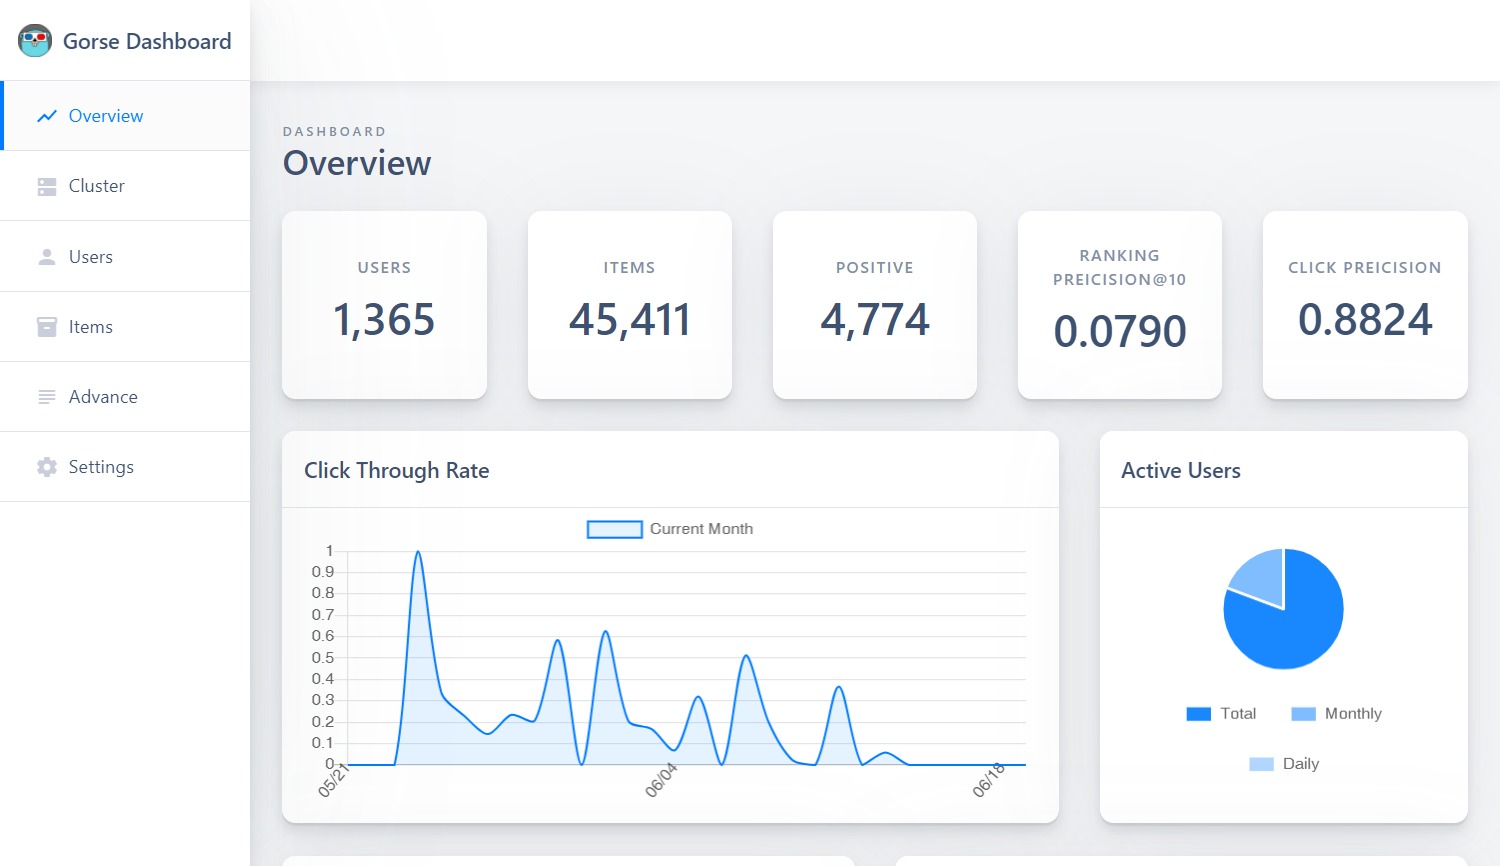 Gorse Dashboard
Overview
Cluster
Users
Items
Advance
Settings
DASHBOARD
Overview
USERS
1,365
ITEMS
45,411
POSITIVE
4,774
RANKING
PREICISION@10
0.0790
CLICK PREICISION
0.8824
Click Through Rate
Current Month
1
0.9
0.8
0.7
0.6
0.5
0.4
0.3
0.2
0.1
0
05/21
06/04
06/18
Active Users
Total
Monthly
Daily